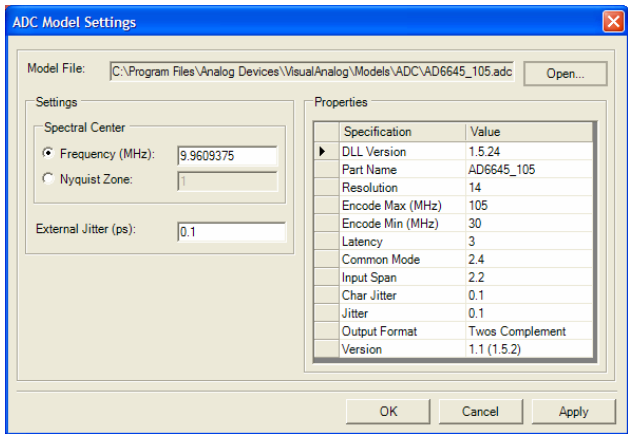 ADC Model Settings
Model File: C:\Program Files\Analog Devices\VisualAnalog\Models\ADC\AD6645_105.adc Open...
Settings
Spectral Center
Frequency (MHz): 9.9609375
Nyquist Zone: 1
External Jitter (ps): 0.1
Properties
Specification Value
DLL Version 1.5.24
Part Name AD6645_105
Resolution 14
Encode Max (MHz) 105
Encode Min (MHz) 30
Latency 3
Common Mode 2.4
Input Span 2.2
Char Jitter 0.1
Jitter 0.1
Output Format Twos Complement
Version 1.1 (1.5.2)
OK Cancel Apply